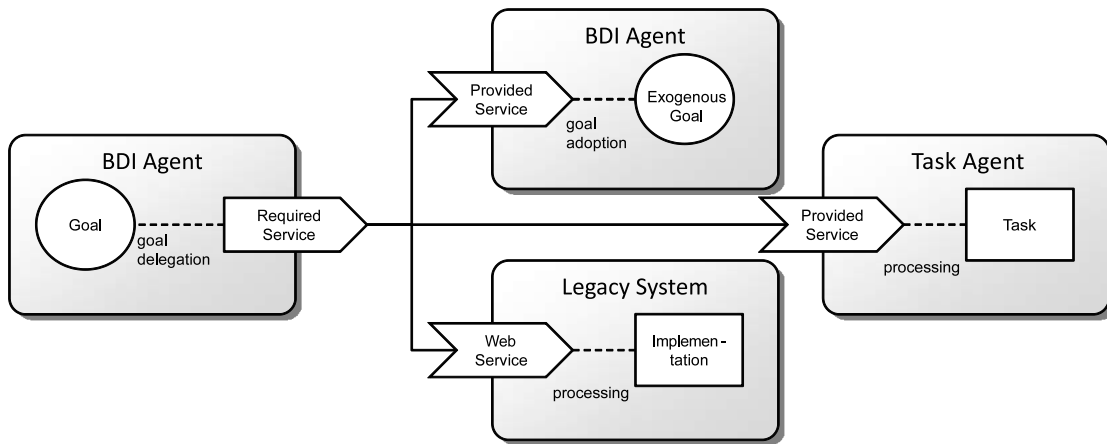 BDI Agent
Goal
goal
delegation
Required
Service
BDI Agent
Provided
Service
goal
adoption
Exogenous
Goal
Task Agent
Provided
Service
processing
Task
Legacy System
Web
Service
processing
Implemen-
tation